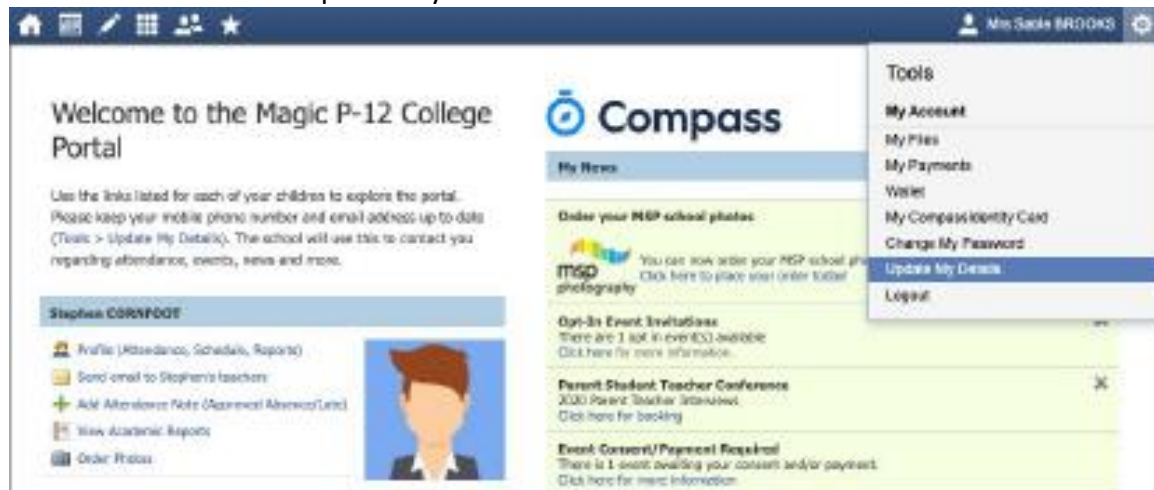 Mrs Sable BROOKS
Tools
My Account
My Files
My Payments
Wallet
My Compass Identity Card
Change My Password
Update My Details
Logout
Welcome to the Magic P-12 College
Portal
Use the links listed for each of your children to explore the portal.
Please keep your mobile phone number and email address up to date
(Tools > Update My Details). The school will use this to contact you
regarding attendance, events, news and more.
Stephen CORNFOOT
Profile (Attendance, Schedule, Reports)
Send email to Stephen's teachers
Add Attendance Note (Approved Absence/Late)
View Academic Reports
Order Photos
Compass
My News
Order your MSP school photos
msp
photography
You can now order your MSP school
Click here to place your order today!
Opt-In Event Invitations
There are 1 opt in event(s) available
Click here for more information.
Parent Student Teacher Conference
2020 Parent Teacher Interviews
Click here for booking
Event Consent/Payment Required
There is 1 event awaiting your consent and/or payment.
Click here for more information